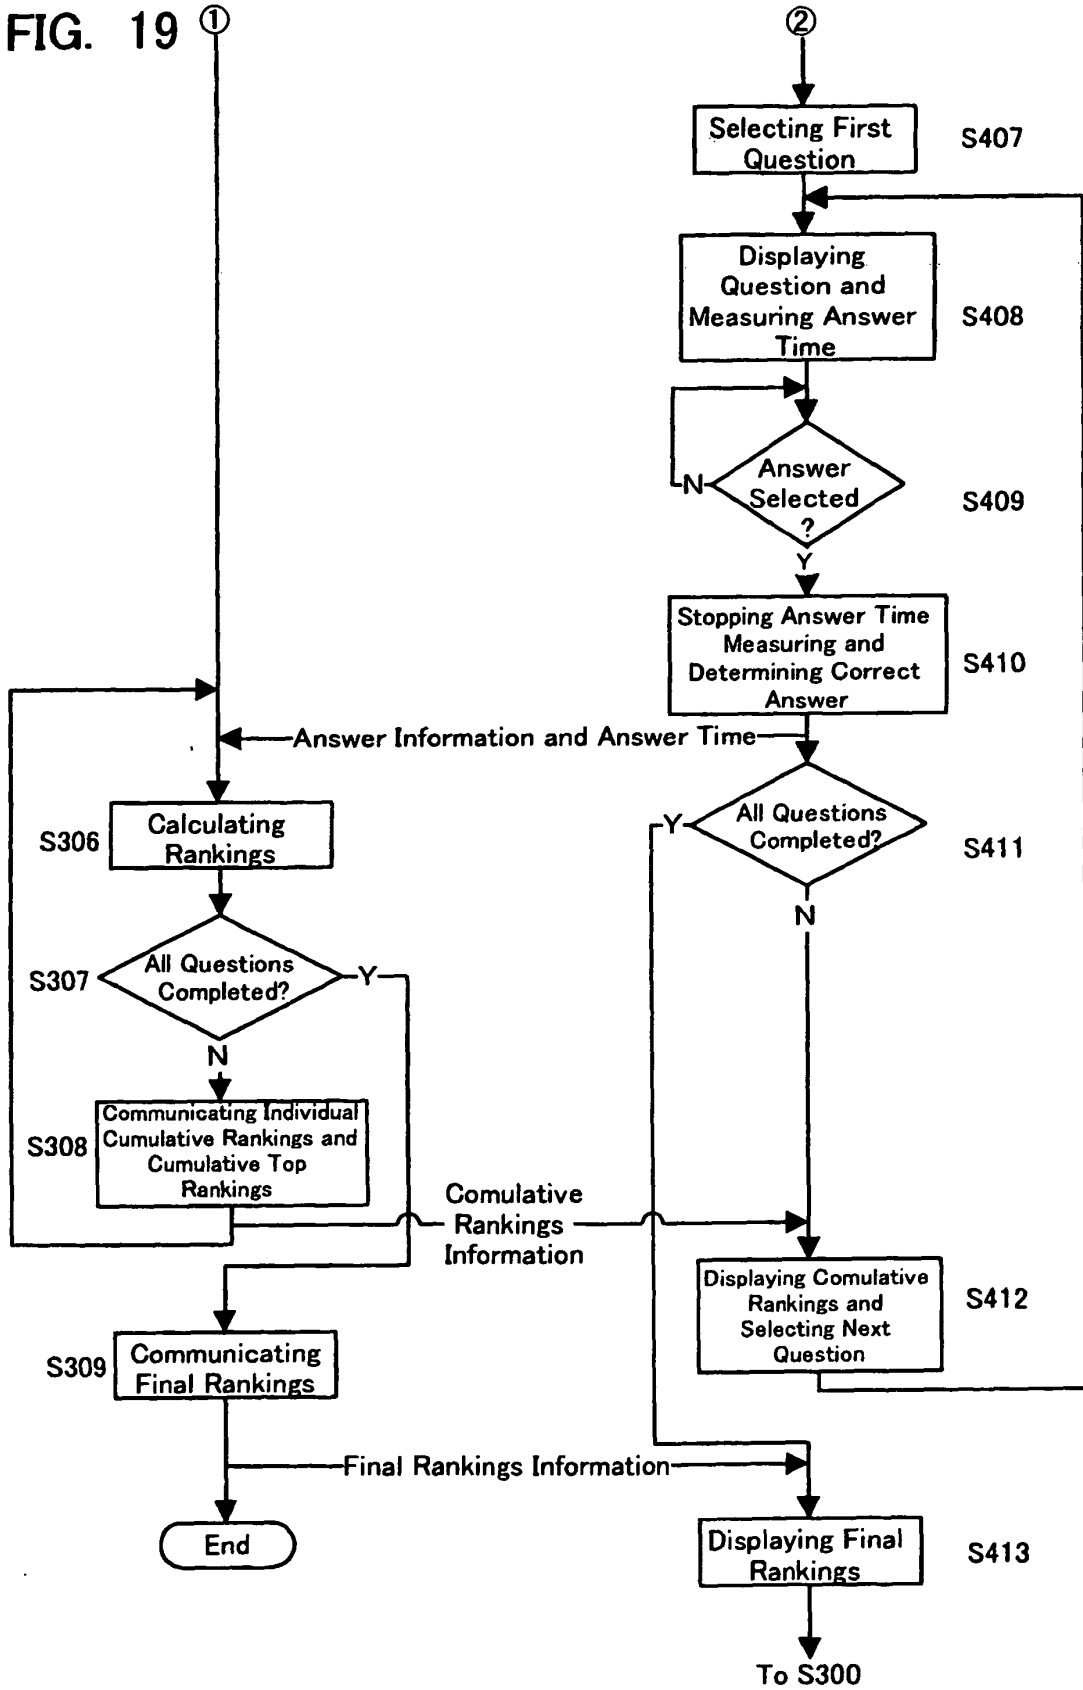 FIG. 19
①
②
Selecting First
Question
S407
Displaying
Question and
Measuring Answer
Time
S408
Answer
Selected
?
N
S409
Y
Stopping Answer Time
Measuring and
Determining Correct
Answer
S410
Answer Information and Answer Time
S306
Calculating
Rankings
Y
All Questions
Completed?
S411
N
S307
All Questions
Completed?
Y
N
S308
Communicating Individual
Cumulative Rankings and
Cumulative Top
Rankings
Comulative
Rankings
Information
Displaying Comulative
Rankings and
Selecting Next
Question
S412
S309
Communicating
Final Rankings
Final Rankings Information
End
Displaying Final
Rankings
S413
To S300